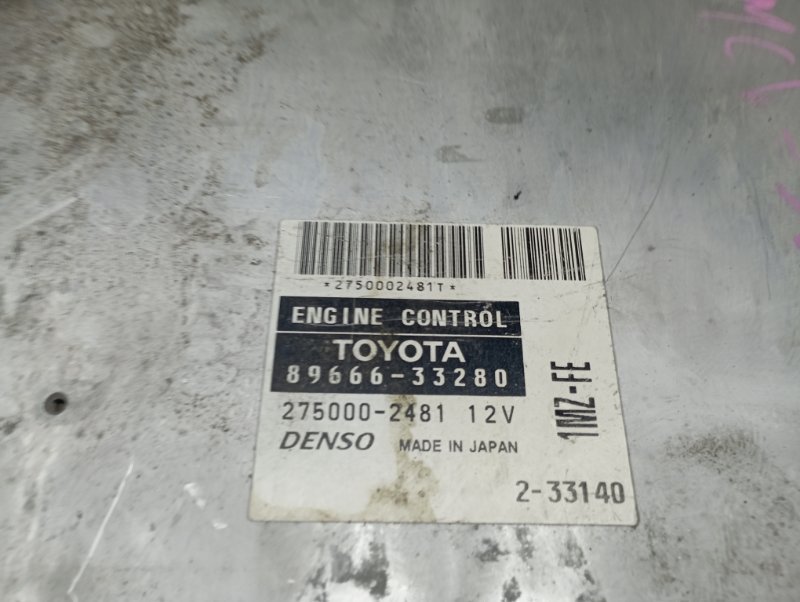 *2750002481T*
ENGINE CONTROL
TOYOTA
89666-33280
275000-2481 12V
DENSO MADE IN JAPAN
1MZ-FE
2-33140